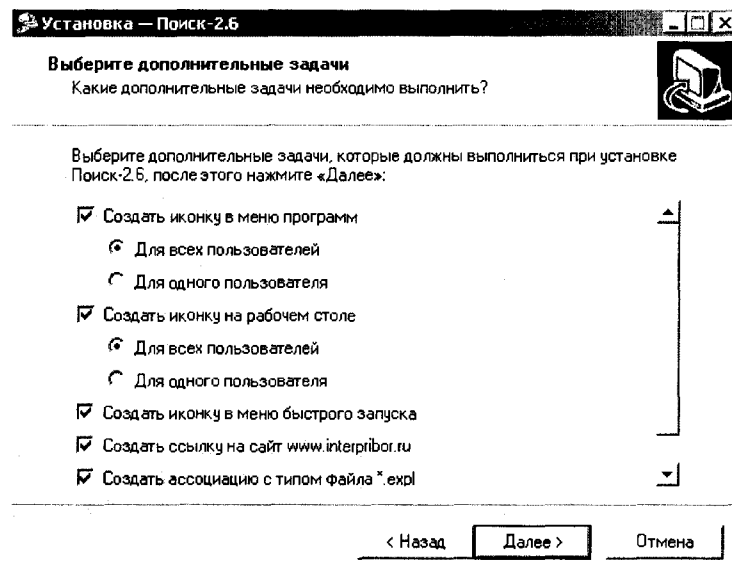 Установка — Поиск-2.6
Выберите дополнительные задачи
Какие дополнительные задачи необходимо выполнить?
Выберите дополнительные задачи, которые должны выполниться при установке
Поиск-2.6, после этого нажмите «Далее»:
Создать иконку в меню программ
Для всех пользователей
Для одного пользователя
Создать иконку на рабочем столе
Для всех пользователей
Для одного пользователя
Создать иконку в меню быстрого запуска
Создать ссылку на сайт www.interpribor.ru
Создать ассоциацию с типом файла *.expl
< Назад
Далее >
Отмена